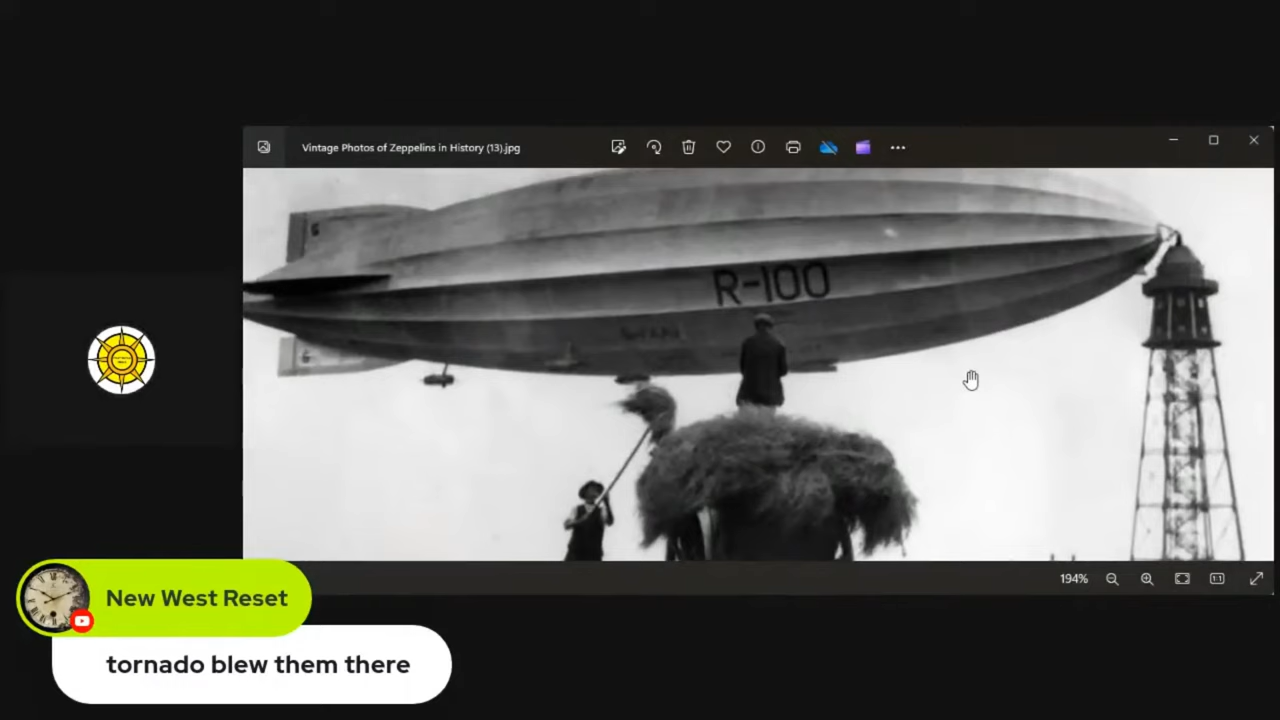 Vintage Photos of Zeppelins in History (13).jpg
R-100
194%
New West Reset
tornado blew them there